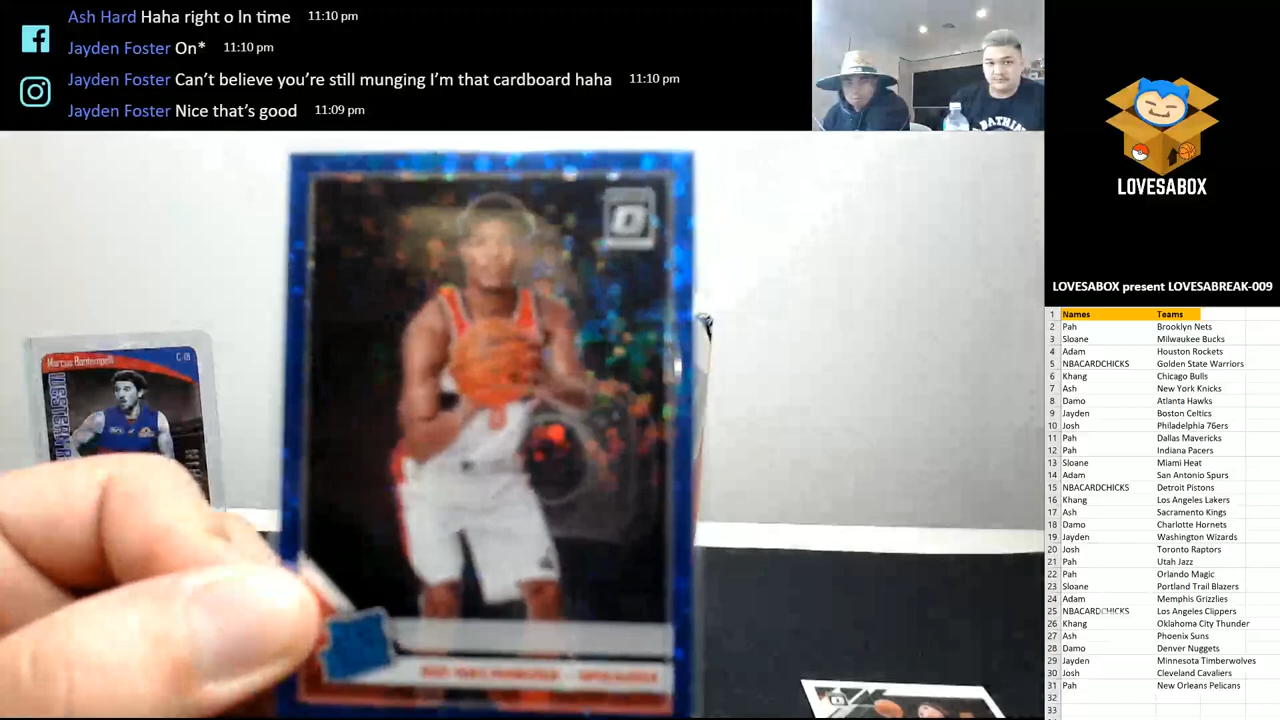 Ash Hard Haha right o ln time 11:10 pm
Jayden Foster On* 11:10 pm
Jayden Foster Can't believe you're still munging I'm that cardboard haha 11:10 pm
Jayden Foster Nice that's good 11:09 pm
BATHIN
LOVESABOX
LOVESABOX present LOVESABREAK-009
Marcus Bontempelli
1 Names Teams
2 Pah Brooklyn Nets
3 Sloane Milwaukee Bucks
4 Adam Houston Rockets
5 NBACARDCHICKS Golden State Warriors
6 Khang Chicago Bulls
7 Ash New York Knicks
8 Damo Atlanta Hawks
9 Jayden Boston Celtics
10 Josh Philadelphia 76ers
11 Pah Dallas Mavericks
12 Pah Indiana Pacers
13 Sloane Miami Heat
14 Adam San Antonio Spurs
15 NBACARDCHICKS Detroit Pistons
16 Khang Los Angeles Lakers
17 Ash Sacramento Kings
18 Damo Charlotte Hornets
19 Jayden Washington Wizards
20 Josh Toronto Raptors
21 Pah Utah Jazz
22 Pah Orlando Magic
23 Sloane Portland Trail Blazers
24 Adam Memphis Grizzlies
25 NBACARDCHICKS Los Angeles Clippers
26 Khang Oklahoma City Thunder
27 Ash Phoenix Suns
28 Damo Denver Nuggets
29 Jayden Minnesota Timberwolves
30 Josh Cleveland Cavaliers
31 Pah New Orleans Pelicans
32
33